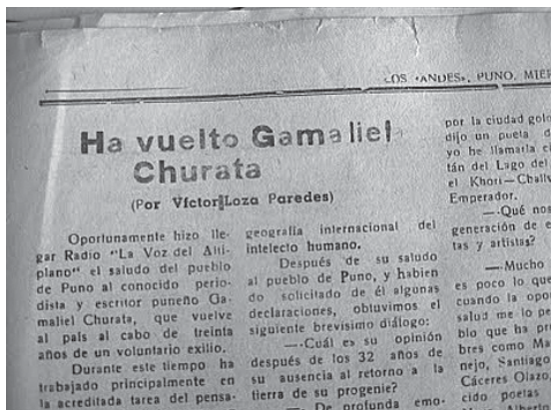 LOS «ANDES», PUNO, MIER
Ha vuelto Gamaliel
Churata
(Por Víctor Loza Paredes)
Oportunamente hizo lle-
gar Radio "La Voz del Alti-
plano" el saludo del pueblo
de Puno al conocido perio-
dista y escritor puneño Ga-
maliel Churata, que vuelve
al país al cabo de treinta
años de un voluntario exilio.
Durante este tiempo ha
trabajado principalmente en
la acreditada tarea del pensa-
geografía internacional del
intelecto humano.
Después de su saludo
al pueblo de Puno, y habien
do solicitado de él algunas
declaraciones, obtuvimos el
siguiente brevísimo diálogo:
—.Cuál es su opinión
después de los 32 años de
su ausencia al retorno a la
tierra de su progenie?
—. De profunda emo-
por la ciudad golo
dijo un pueta d
yo he llamarla ci
tán del Lago del
el Khori—Challw
Emperador.
—.Qué nos
generación de e
tas y artistas?
—.Mucho
es poco lo que
cuando la opo
salud me lo pe
blo que ha pr
bres como Ma
nejo, Santiago
Cáceres Olazo,
cido poetas